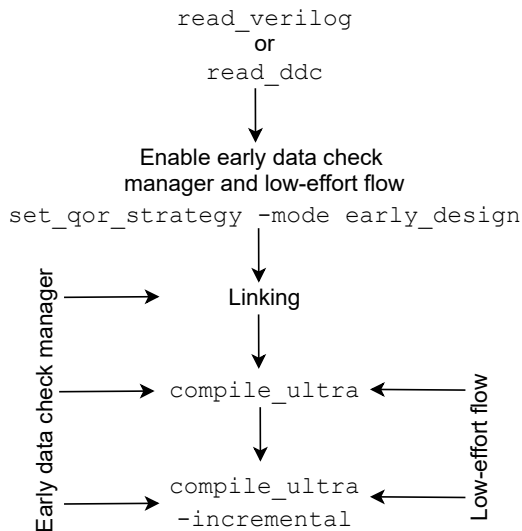 read_verilog
or
read_ddc
Enable early data check
manager and low-effort flow
set_qor_strategy -mode early_design
Linking
compile_ultra
compile_ultra
-incremental
Early data check manager
Low-effort flow